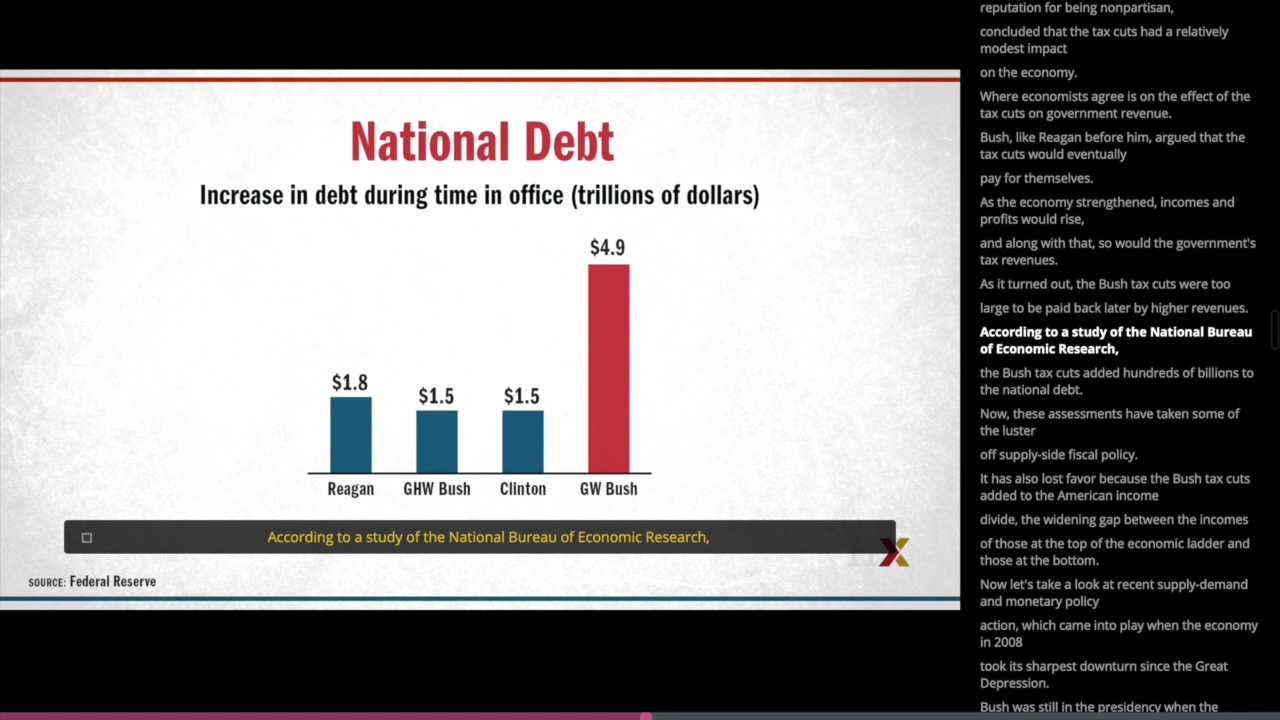 National Debt
Increase in debt during time in office (trillions of dollars)
$4.9
$1.8
$1.5
$1.5
Reagan
GHW Bush
Clinton
GW Bush
According to a study of the National Bureau of Economic Research,
SOURCE: Federal Reserve
reputation for being nonpartisan,
concluded that the tax cuts had a relatively
modest impact
on the economy.
Where economists agree is on the effect of the
tax cuts on government revenue.
Bush, like Reagan before him, argued that the
tax cuts would eventually
pay for themselves.
As the economy strengthened, incomes and
profits would rise,
and along with that, so would the government's
tax revenues.
As it turned out, the Bush tax cuts were too
large to be paid back later by higher revenues.
According to a study of the National Bureau
of Economic Research,
the Bush tax cuts added hundreds of billions to
the national debt.
Now, these assessments have taken some of
the luster
off supply-side fiscal policy.
It has also lost favor because the Bush tax cuts
added to the American income
divide, the widening gap between the incomes
of those at the top of the economic ladder and
those at the bottom.
Now let's take a look at recent supply-demand
and monetary policy
action, which came into play when the economy
in 2008
took its sharpest downturn since the Great
Depression.
Bush was still in the presidency when the